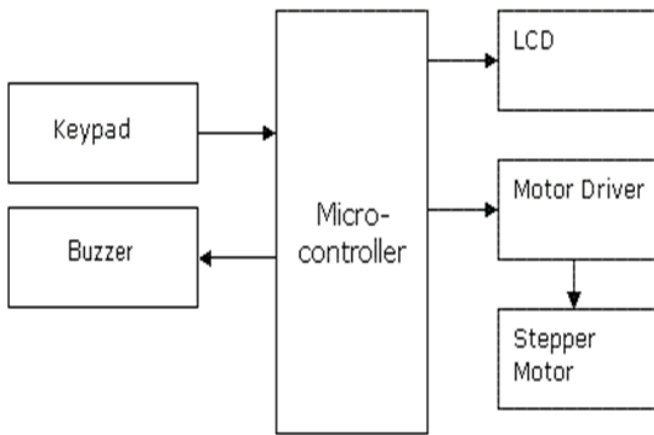 Keypad
Buzzer
Micro-
controller
LCD
Motor Driver
Stepper
Motor